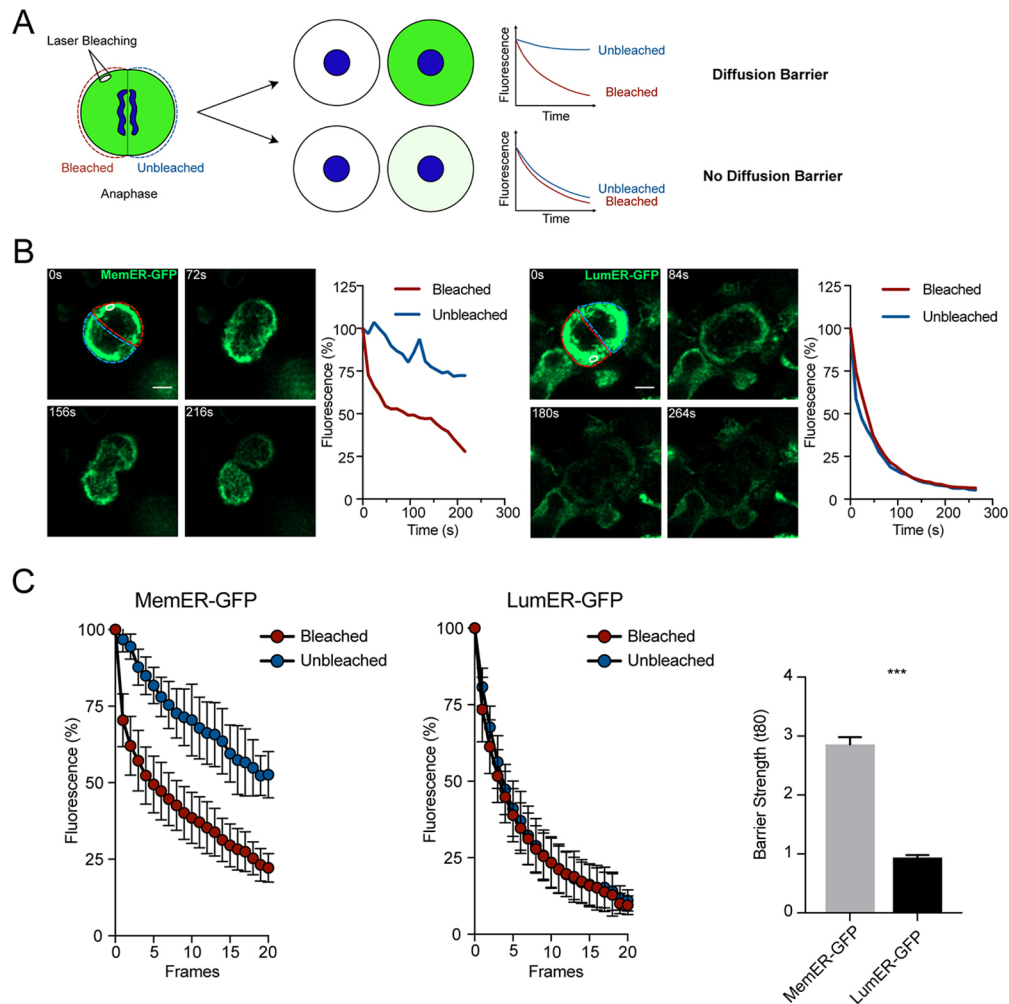 A
Laser Bleaching
Bleached
Unbleached
Anaphase
Fluorescence
Time
Unbleached
Bleached
Diffusion Barrier
Fluorescence
Time
Unbleached
Bleached
No Diffusion Barrier
B
0s
MemER-GFP
72s
156s
216s
Fluorescence (%)
125
100
75
50
25
0
0 100 200 300
Time (s)
Bleached
Unbleached
0s
LumER-GFP
84s
180s
264s
Fluorescence (%)
125
100
75
50
25
0
0 100 200 300
Time (s)
Bleached
Unbleached
C
MemER-GFP
Fluorescence (%)
100
75
50
25
0
0 5 10 15 20
Frames
Bleached
Unbleached
LumER-GFP
Fluorescence (%)
100
75
50
25
0
0 5 10 15 20
Frames
Bleached
Unbleached
Barrier Strength (t80)
4
3
2
1
0
***
MemER-GFP
LumER-GFP